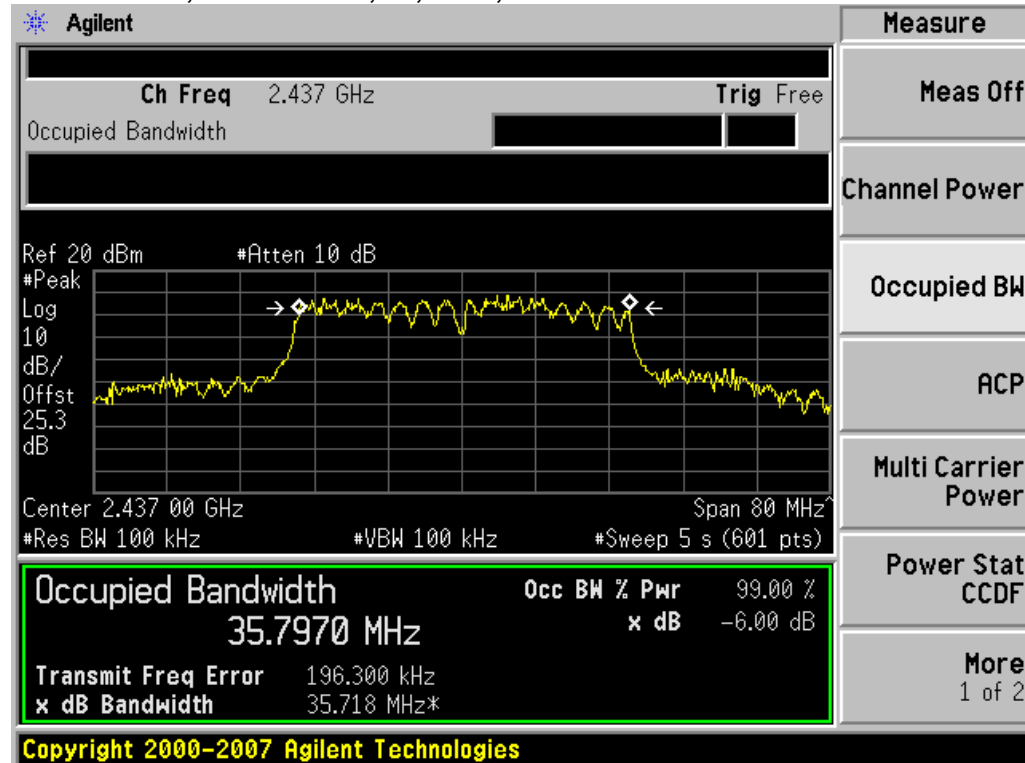 Agilent
Measure
Ch Freq 2.437 GHz Trig Free
Occupied Bandwidth
Meas Off
Channel Power
Occupied BW
ACP
Multi Carrier
Power
Power Stat
CCDF
More
1 of 2
Ref 20 dBm #Atten 10 dB
#Peak
Log
10
dB/
Offst
25.3
dB
Center 2.437 00 GHz Span 80 MHz^
#Res BW 100 kHz #VBW 100 kHz #Sweep 5 s (601 pts)
Occupied Bandwidth Occ BW % Pwr 99.00 %
35.7970 MHz x dB -6.00 dB
Transmit Freq Error 196.300 kHz
x dB Bandwidth 35.718 MHz*
Copyright 2000-2007 Agilent Technologies